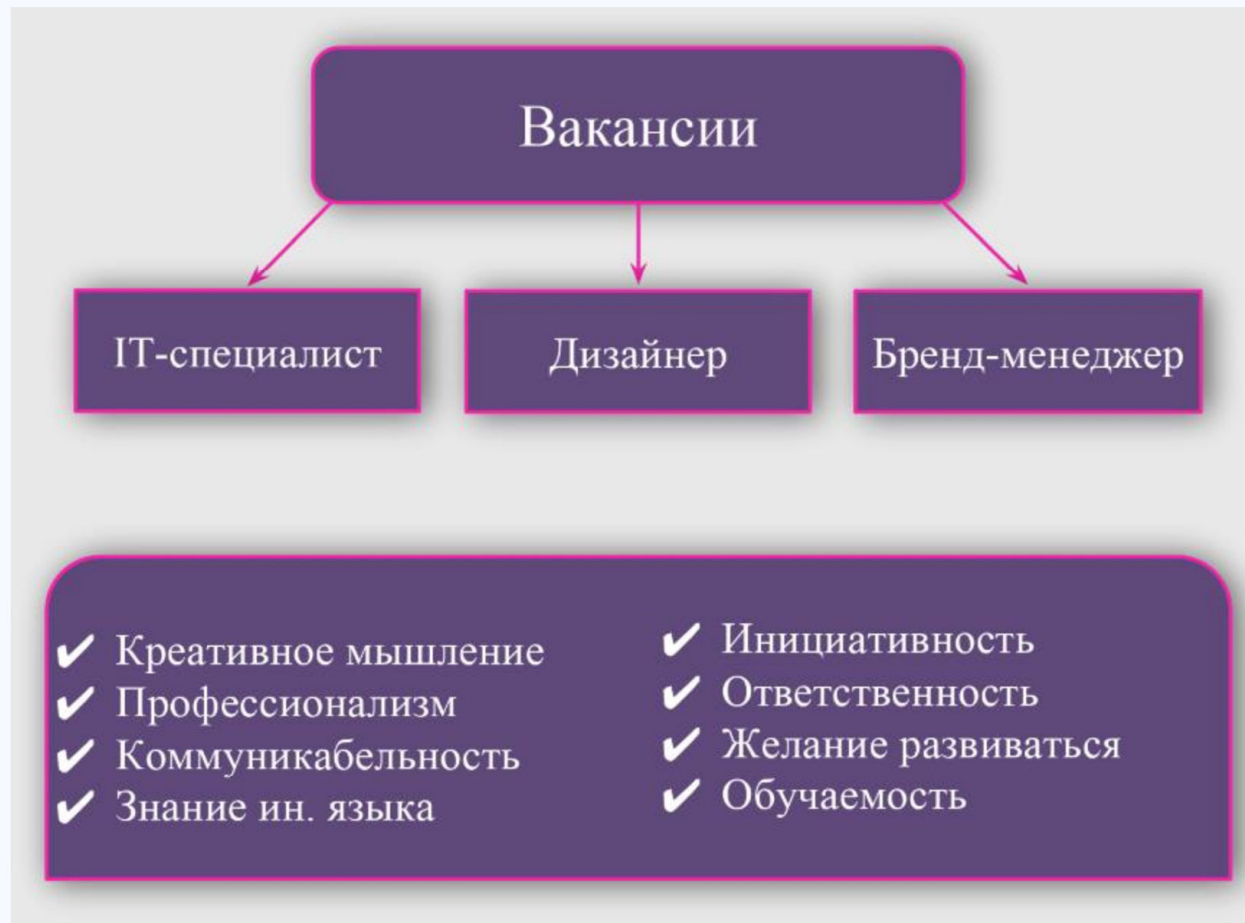 Вакансии
IT-специалист
Дизайнер
Бренд-менеджер
✔ Креативное мышление
✔ Профессионализм
✔ Коммуникабельность
✔ Знание ин. языка
✔ Инициативность
✔ Ответственность
✔ Желание развиваться
✔ Обучаемость